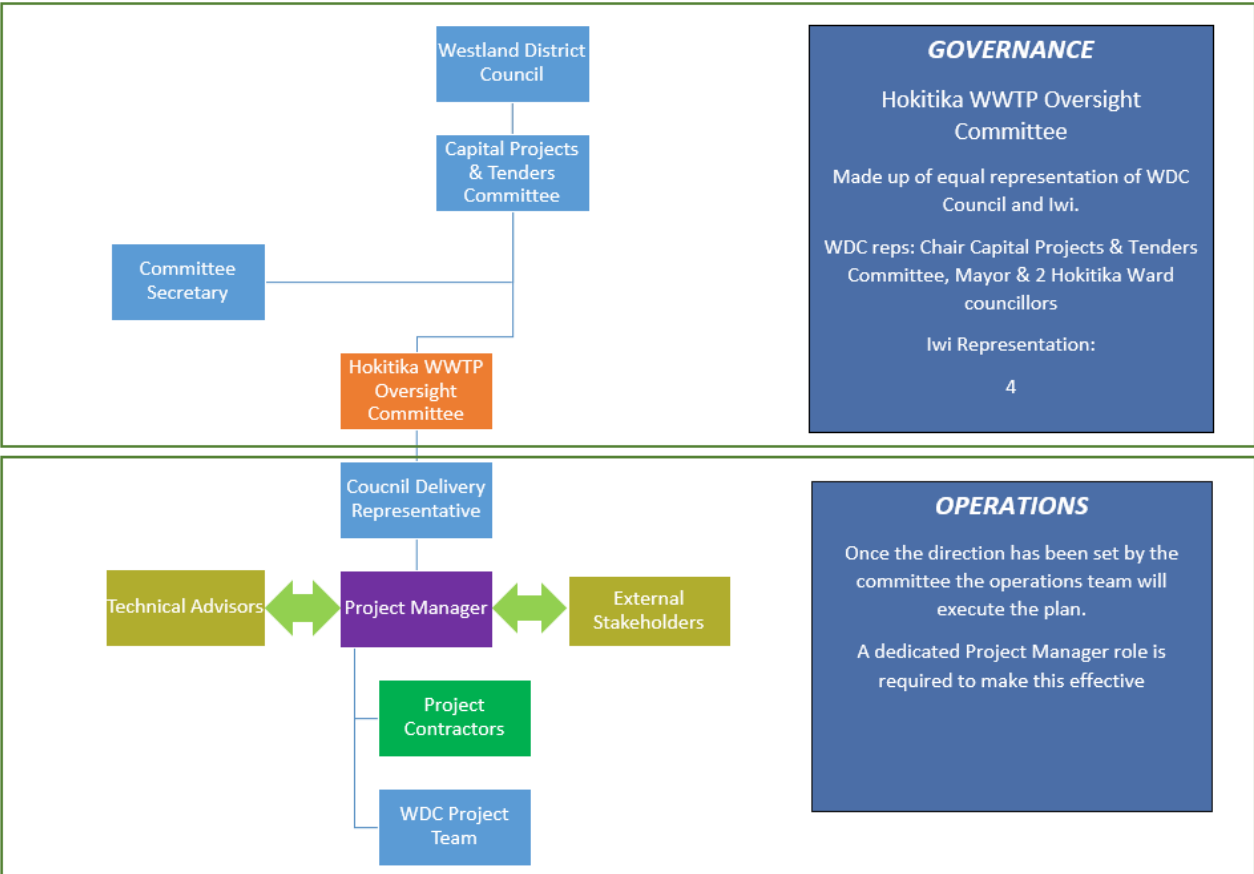 Westland District
Council
Capital Projects
& Tenders
Committee
Committee
Secretary
Hokitika WWTP
Oversight
Committee
GOVERNANCE
Hokitika WWTP Oversight
Committee
Made up of equal representation of WDC
Council and Iwi.
WDC reps: Chair Capital Projects & Tenders
Committee, Mayor & 2 Hokitika Ward
councillors
Iwi Representation:
4
Coucnil Delivery
Representative
Technical Advisors
Project Manager
External
Stakeholders
Project
Contractors
WDC Project
Team
OPERATIONS
Once the direction has been set by the
committee the operations team will
execute the plan.
A dedicated Project Manager role is
required to make this effective